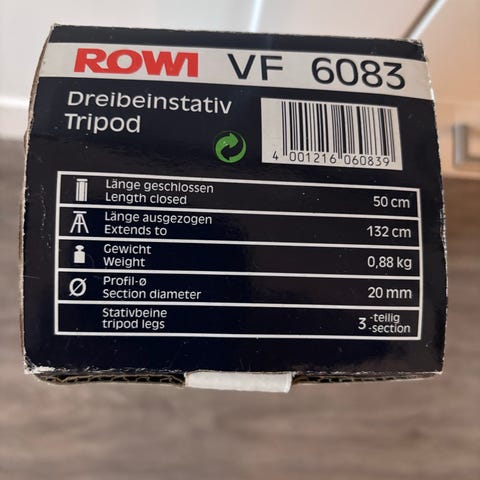 ROWI VF 6083
Dreibeinstativ
Tripod
4 001216 060839
Länge geschlossen
Length closed
50 cm
Länge ausgezogen
Extends to
132 cm
Gewicht
Weight
0,88 kg
Profil-ø
Section diameter
20 mm
Stativbeine
tripod legs
3 -teilig
-section